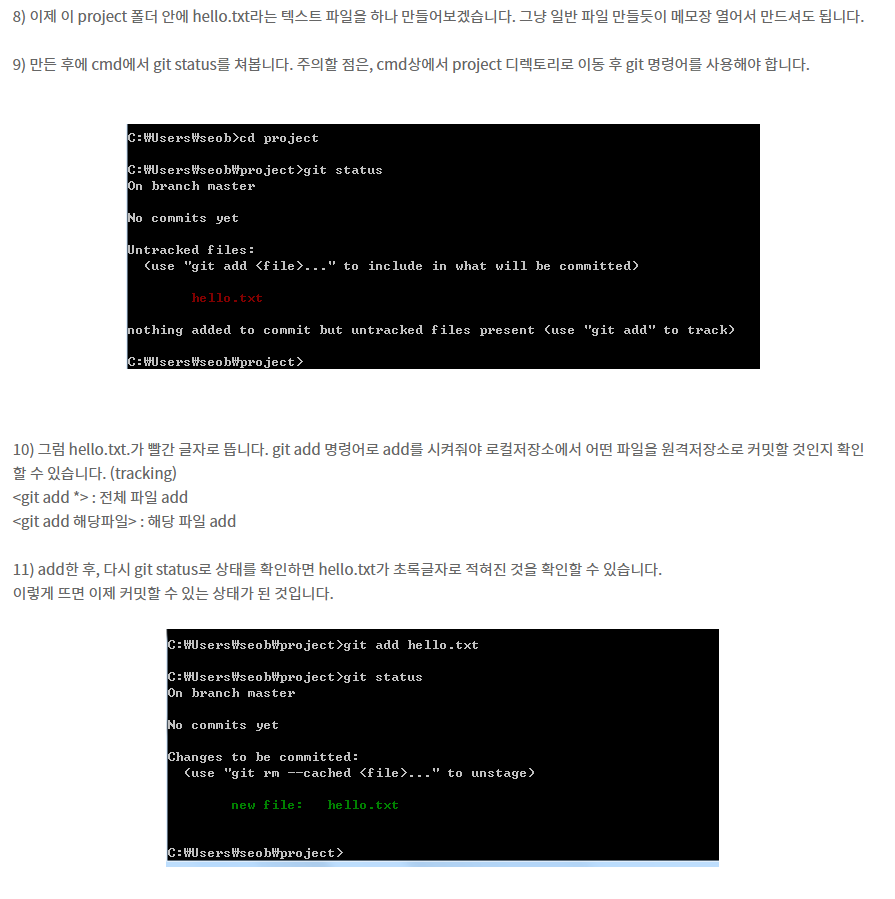 8) 이제 이 project 폴더 안에 hello.txt라는 텍스트 파일을 하나 만들어보겠습니다. 그냥 일반 파일 만들듯이 메모장 열어서 만드셔도 됩니다.
9) 만든 후에 cmd에서 git status를 쳐봅니다. 주의할 점은, cmd상에서 project 디렉토리로 이동 후 git 명령어를 사용해야 합니다.
C:₩Users₩seob>cd project
C:₩Users₩seob₩project>git status
On branch master
No commits yet
Untracked files:
  (use "git add <file>..." to include in what will be committed)
hello.txt
nothing added to commit but untracked files present (use "git add" to track)
C:₩Users₩seob₩project>
10) 그럼 hello.txt.가 빨간 글자로 뜹니다. git add 명령어로 add를 시켜줘야 로컬저장소에서 어떤 파일을 원격저장소로 커밋할 것인지 확인
할 수 있습니다. (tracking)
<git add *> : 전체 파일 add
<git add 해당파일> : 해당 파일 add
11) add한 후, 다시 git status로 상태를 확인하면 hello.txt가 초록글자로 적혀진 것을 확인할 수 있습니다.
이렇게 뜨면 이제 커밋할 수 있는 상태가 된 것입니다.
C:₩Users₩seob₩project>git add hello.txt
C:₩Users₩seob₩project>git status
On branch master
No commits yet
Changes to be committed:
  (use "git rm --cached <file>..." to unstage)
new file:   hello.txt
C:₩Users₩seob₩project>